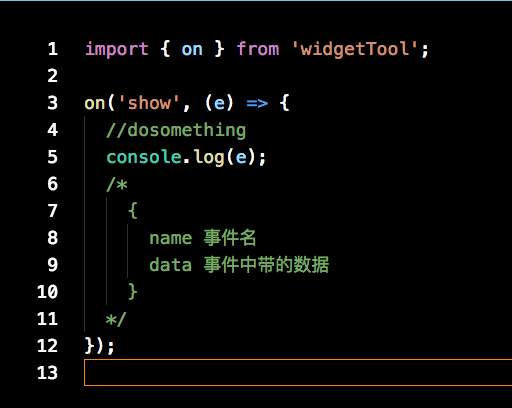 1 import { on } from 'widgetTool';
2
3 on('show', (e) => {
4 //dosomething
5 console.log(e);
6 /*
7 {
8 name 事件名
9 data 事件中带的数据
10 }
11 */
12 });
13